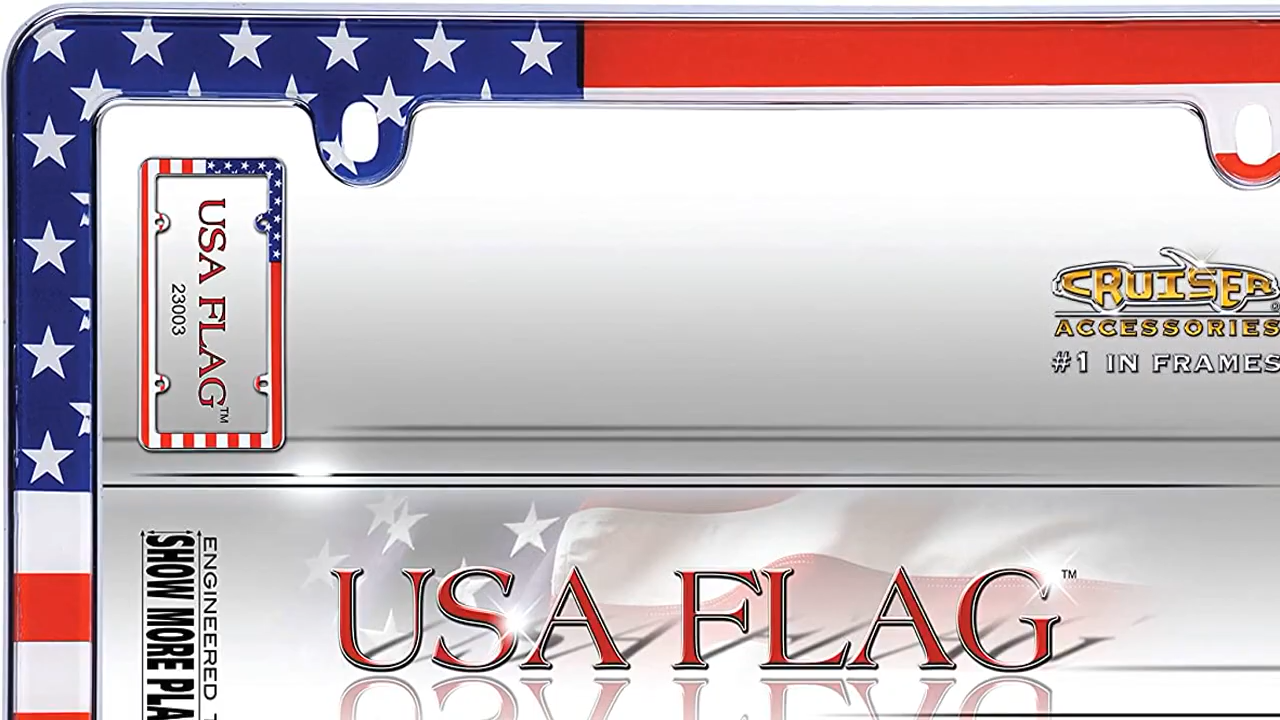 USA FLAG™
23003
CRUISER®
ACCESSORIES
#1 IN FRAMES
ENGINEERED
SHOW MORE
USA FLAG™